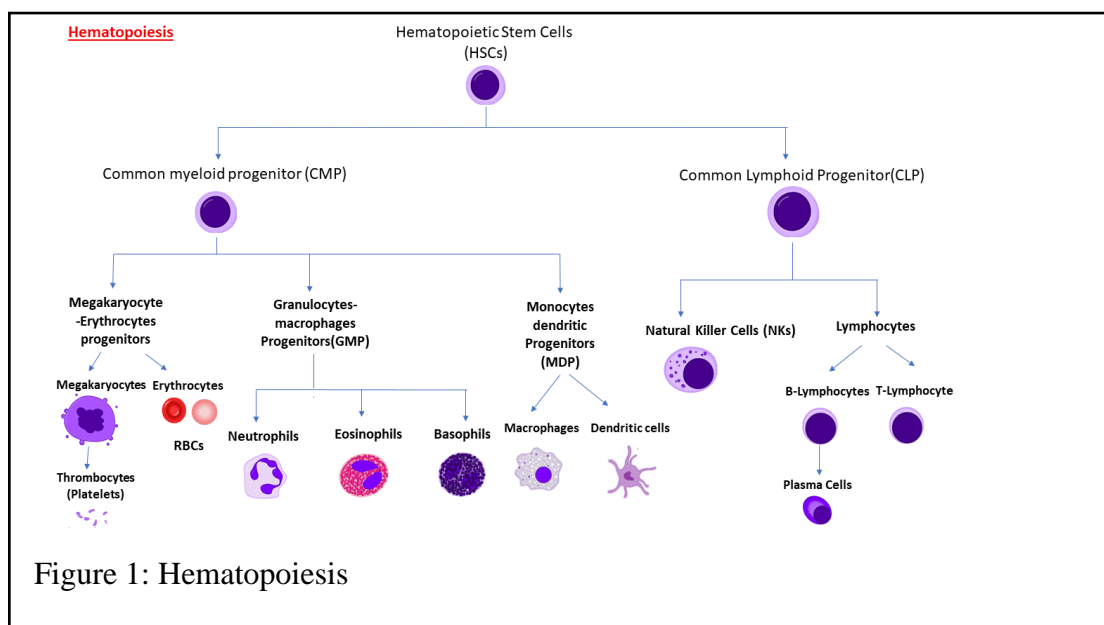 Hematopoiesis
Hematopoietic Stem Cells
(HSCs)
Common myeloid progenitor (CMP)
Common Lymphoid Progenitor(CLP)
Megakaryocyte
-Erythrocytes
progenitors
Granulocytes-
macrophages
Progenitors(GMP)
Monocytes
dendritic
Progenitors
(MDP)
Natural Killer Cells (NKs)
Lymphocytes
Megakaryocytes
Erythrocytes
RBCs
Neutrophils
Eosinophils
Basophils
Macrophages
Dendritic cells
B-Lymphocytes
T-Lymphocyte
Thrombocytes
(Platelets)
Plasma Cells
Figure 1: Hematopoiesis